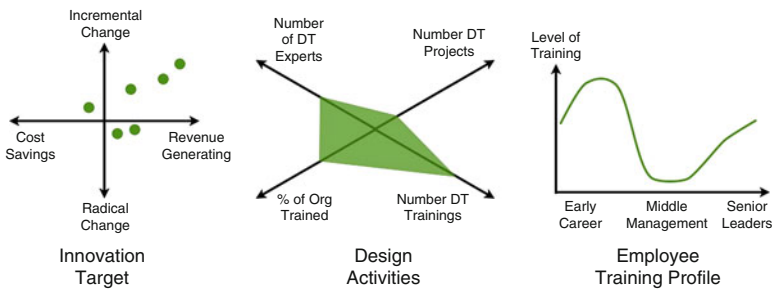 Incremental
Change
Cost
Savings
Revenue
Generating
Radical
Change
Innovation
Target
Number
of DT
Experts
Number DT
Projects
% of Org
Trained
Number DT
Trainings
Design
Activities
Level of
Training
Early
Career
Middle
Management
Senior
Leaders
Employee
Training Profile